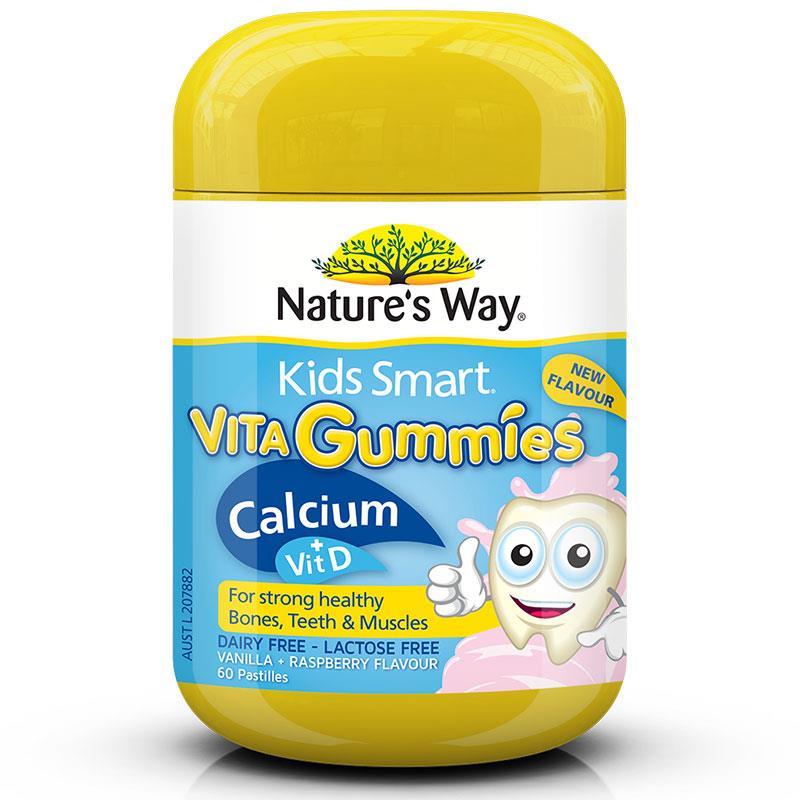 Nature's Way®
Kids Smart®
NEW
FLAVOUR
VITA Gummies
Calcium
+
Vit D
For strong healthy
Bones, Teeth & Muscles
DAIRY FREE - LACTOSE FREE
VANILLA + RASPBERRY FLAVOUR
60 Pastilles
AUST L 207882